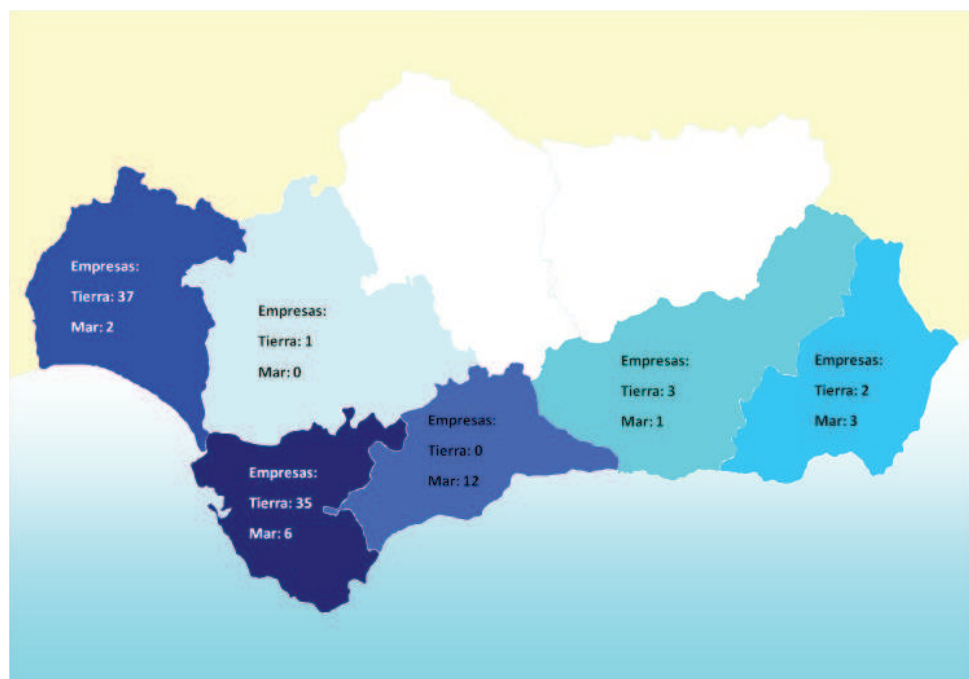 Empresas:
Tierra: 37
Mar: 2
Empresas:
Tierra: 1
Mar: 0
Empresas:
Tierra: 35
Mar: 6
Empresas:
Tierra: 0
Mar: 12
Empresas:
Tierra: 3
Mar: 1
Empresas:
Tierra: 2
Mar: 3